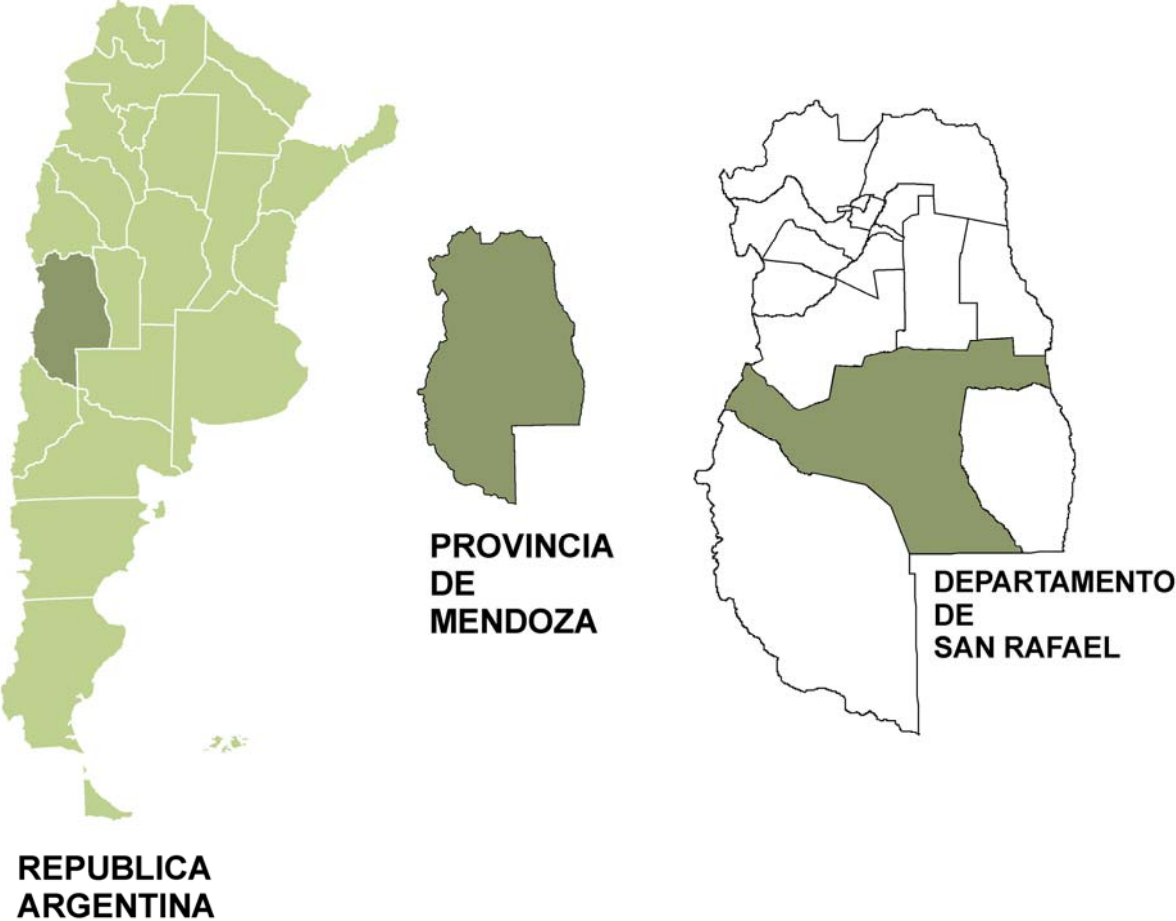 REPUBLICA
ARGENTINA
PROVINCIA
DE
MENDOZA
DEPARTAMENTO
DE
SAN RAFAEL